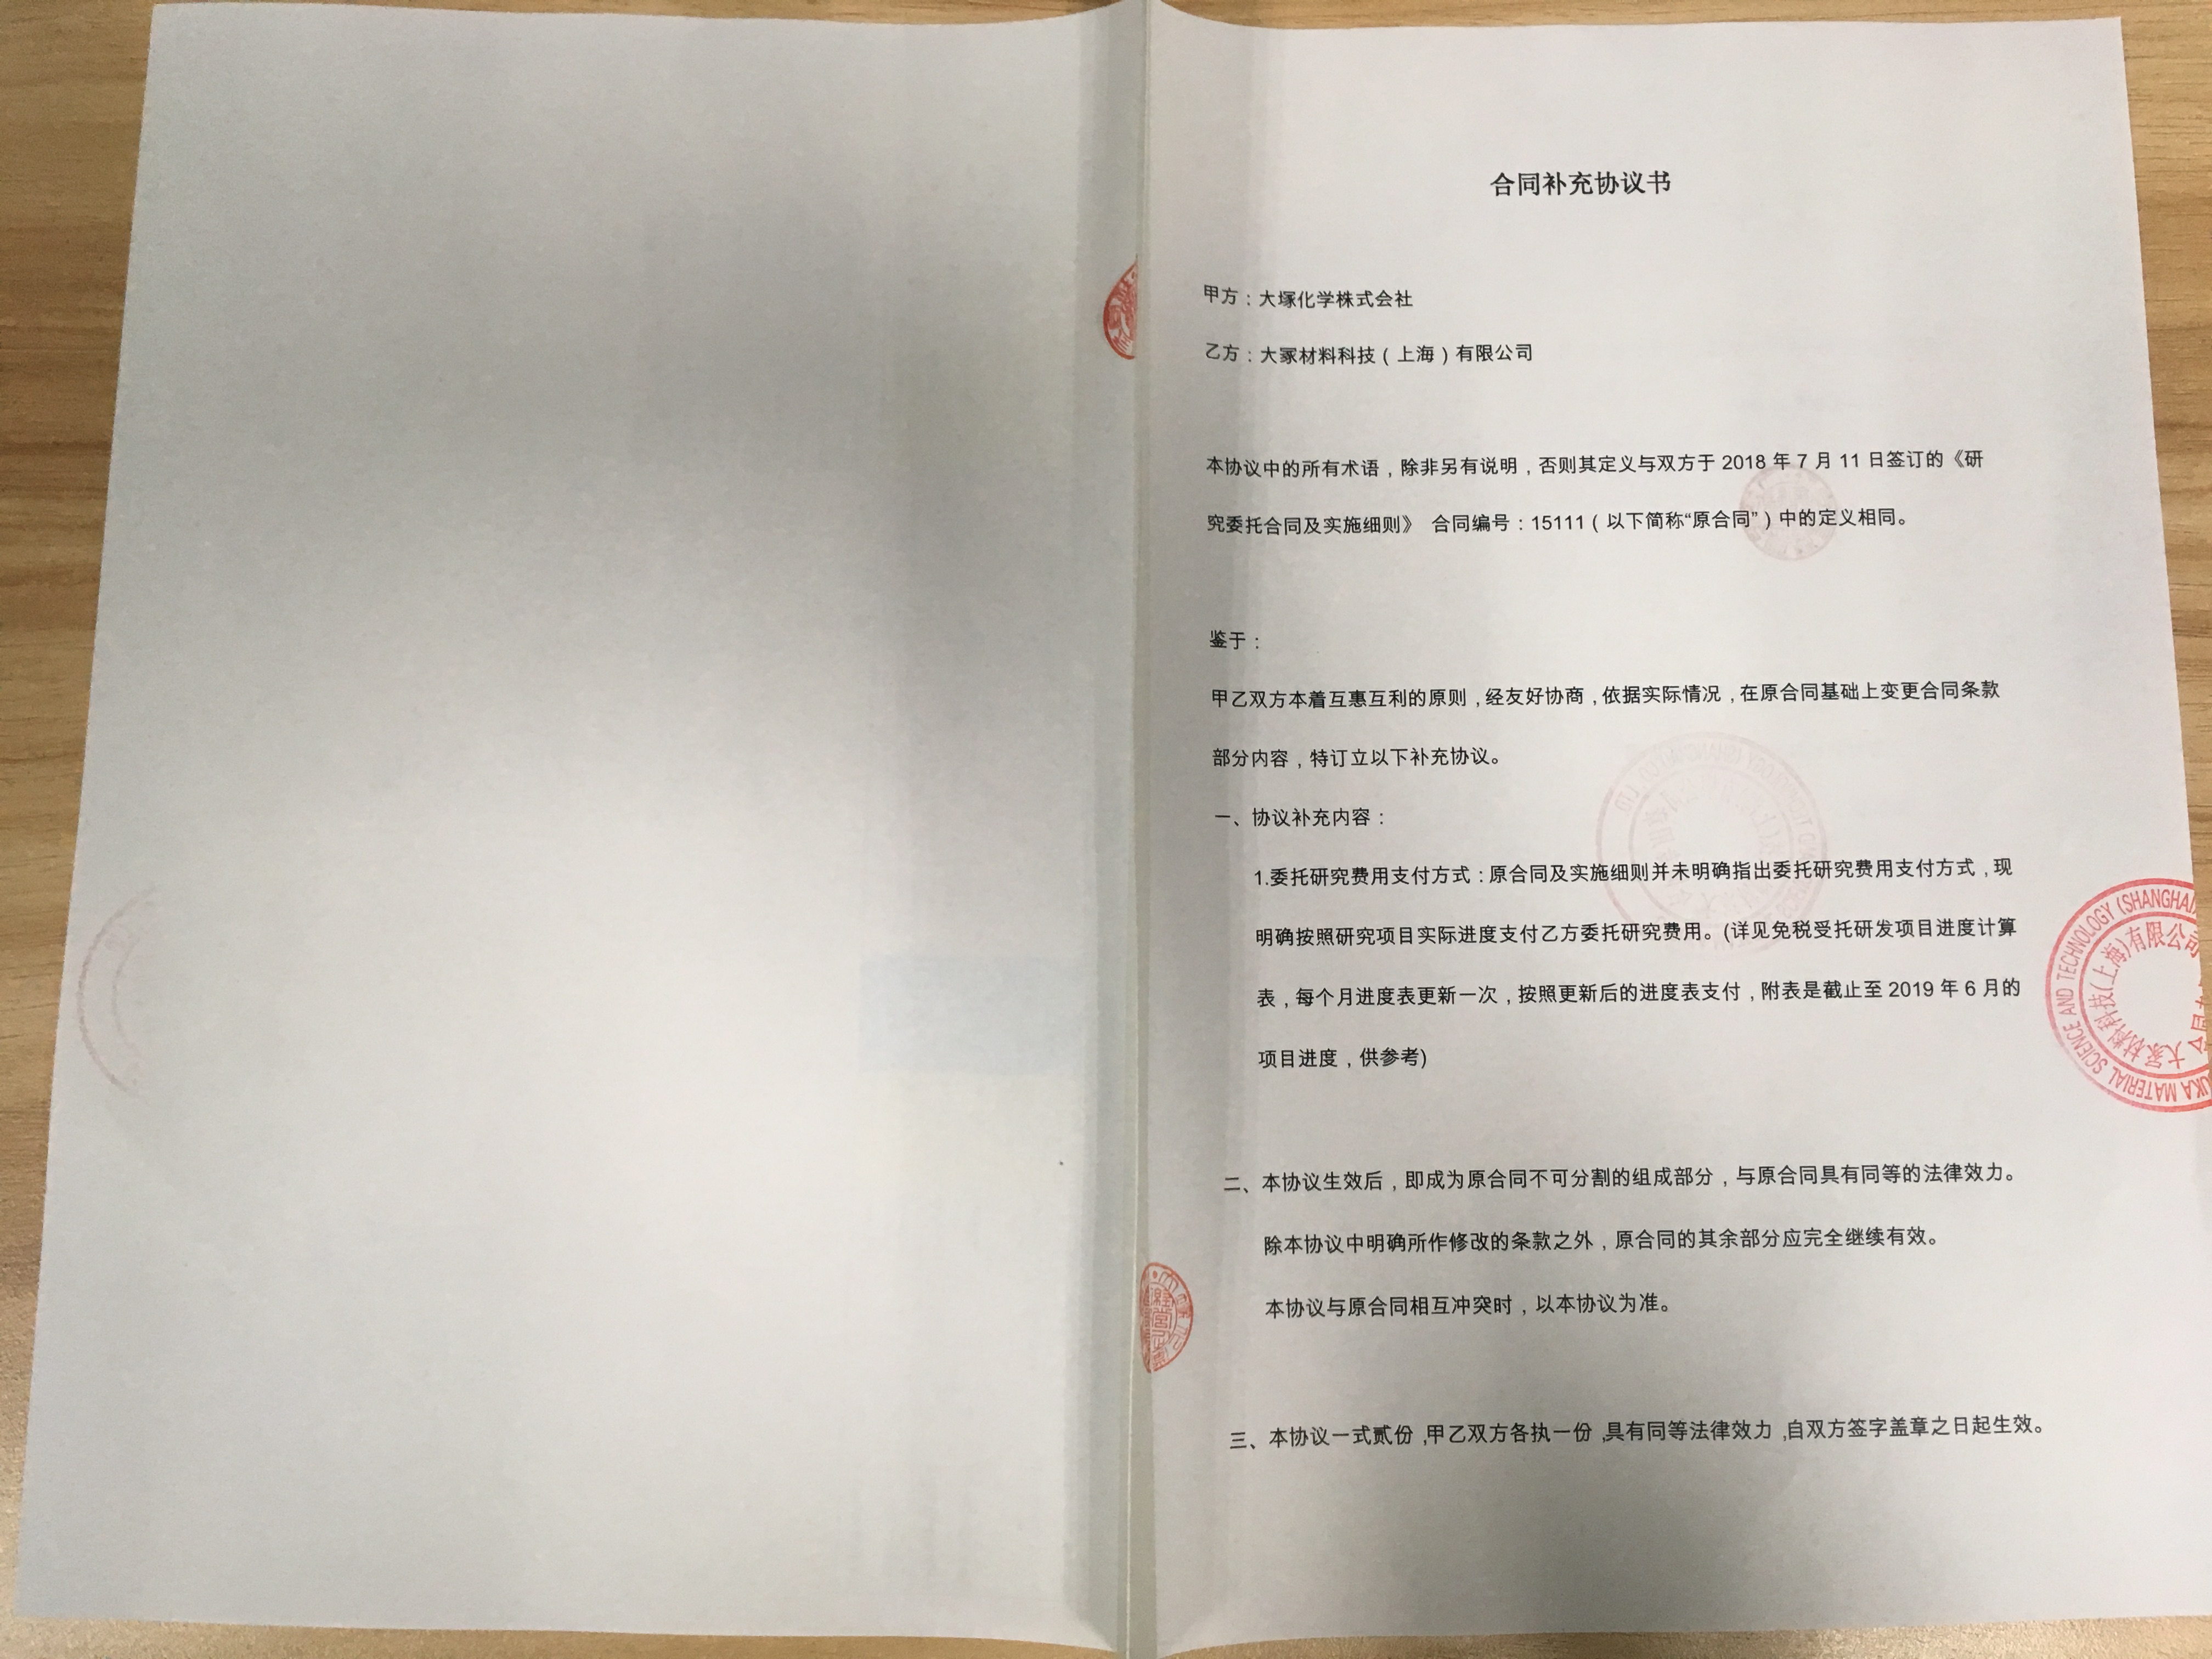 合同补充协议书
甲方：大塚化学株式会社
乙方：大冢材料科技（上海）有限公司
本协议中的所有术语，除非另有说明，否则其定义与双方于 2018 年 7 月 11 日签订的《研
究委托合同及实施细则》 合同编号：15111（以下简称“原合同”）中的定义相同。
鉴于：
甲乙双方本着互惠互利的原则，经友好协商，依据实际情况，在原合同基础上变更合同条款
部分内容，特订立以下补充协议。
一、协议补充内容：
1.委托研究费用支付方式：原合同及实施细则并未明确指出委托研究费用支付方式，现
明确按照研究项目实际进度支付乙方委托研究费用。(详见免税受托研发项目进度计算
表，每个月进度表更新一次，按照更新后的进度表支付，附表是截止至 2019 年 6 月的
项目进度，供参考)
二、本协议生效后，即成为原合同不可分割的组成部分，与原合同具有同等的法律效力。
除本协议中明确所作修改的条款之外，原合同的其余部分应完全继续有效。
本协议与原合同相互冲突时，以本协议为准。
三、本协议一式贰份,甲乙双方各执一份,具有同等法律效力,自双方签字盖章之日起生效。
UKA MATERIAL SCIENCE AND TECHNOLOGY (SHANGHAI
大冢材料科技(上海)有限公司